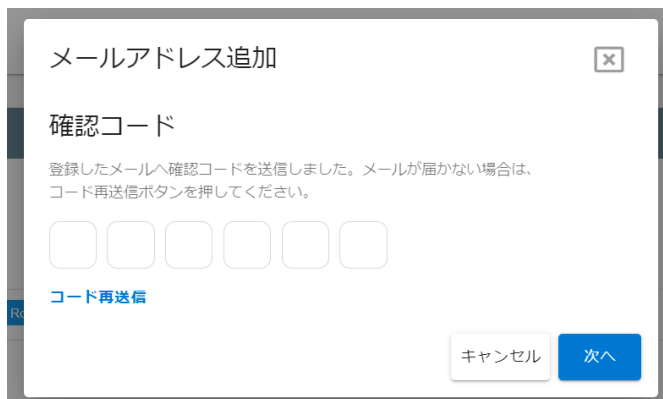 メールアドレス追加
確認コード
登録したメールへ確認コードを送信しました。メールが届かない場合は、
コード再送信ボタンを押してください。
コード再送信
キャンセル
次へ